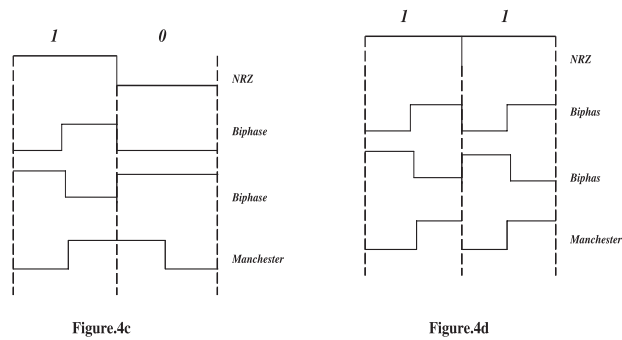 1 0
NRZ
Biphase
Biphase
Manchester
Figure.4c
1 1
NRZ
Biphas
Biphas
Manchester
Figure.4d